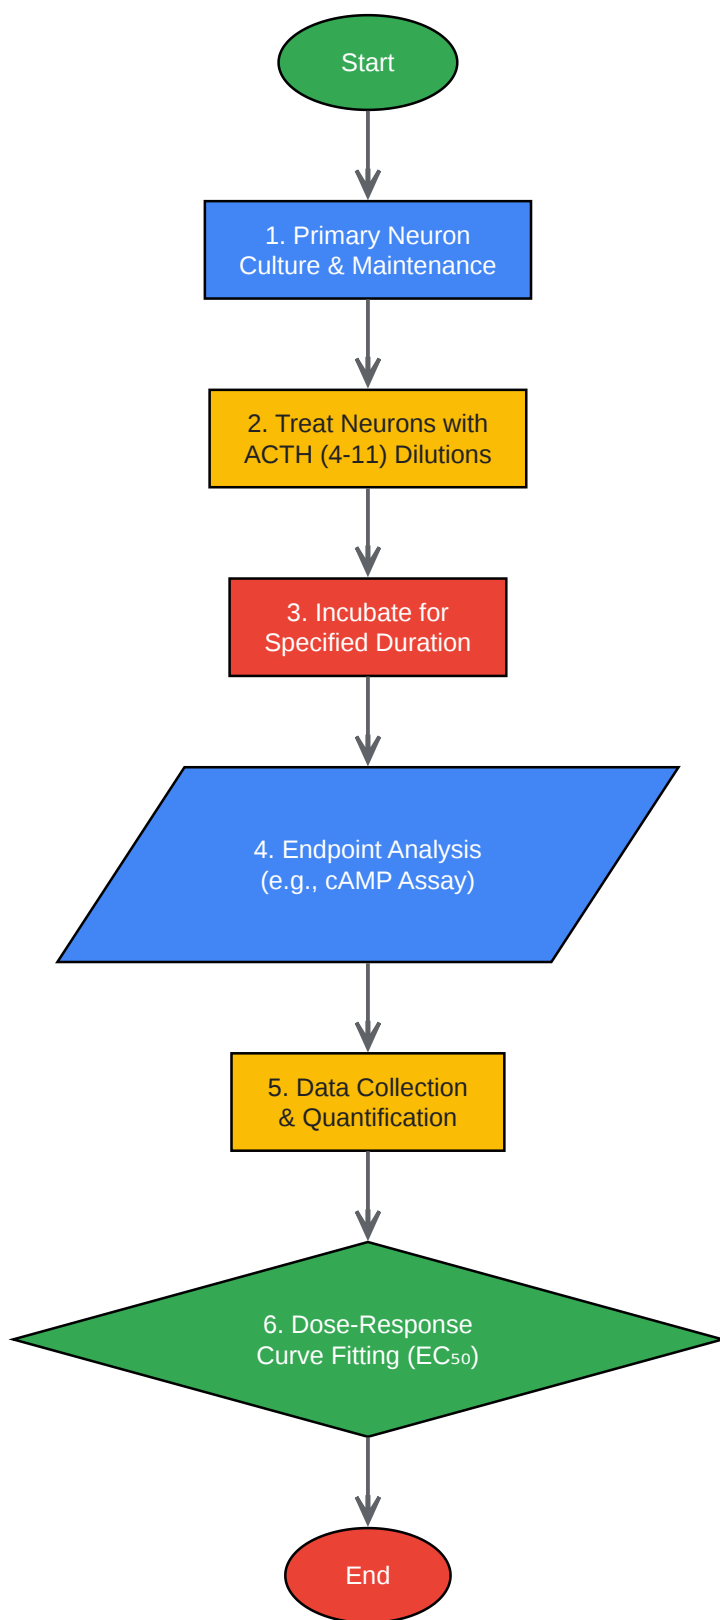 Start
1. Primary Neuron
Culture & Maintenance
2. Treat Neurons with
ACTH (4-11) Dilutions
3. Incubate for
Specified Duration
4. Endpoint Analysis
(e.g., cAMP Assay)
5. Data Collection
& Quantification
6. Dose-Response
Curve Fitting (EC₅₀)
End